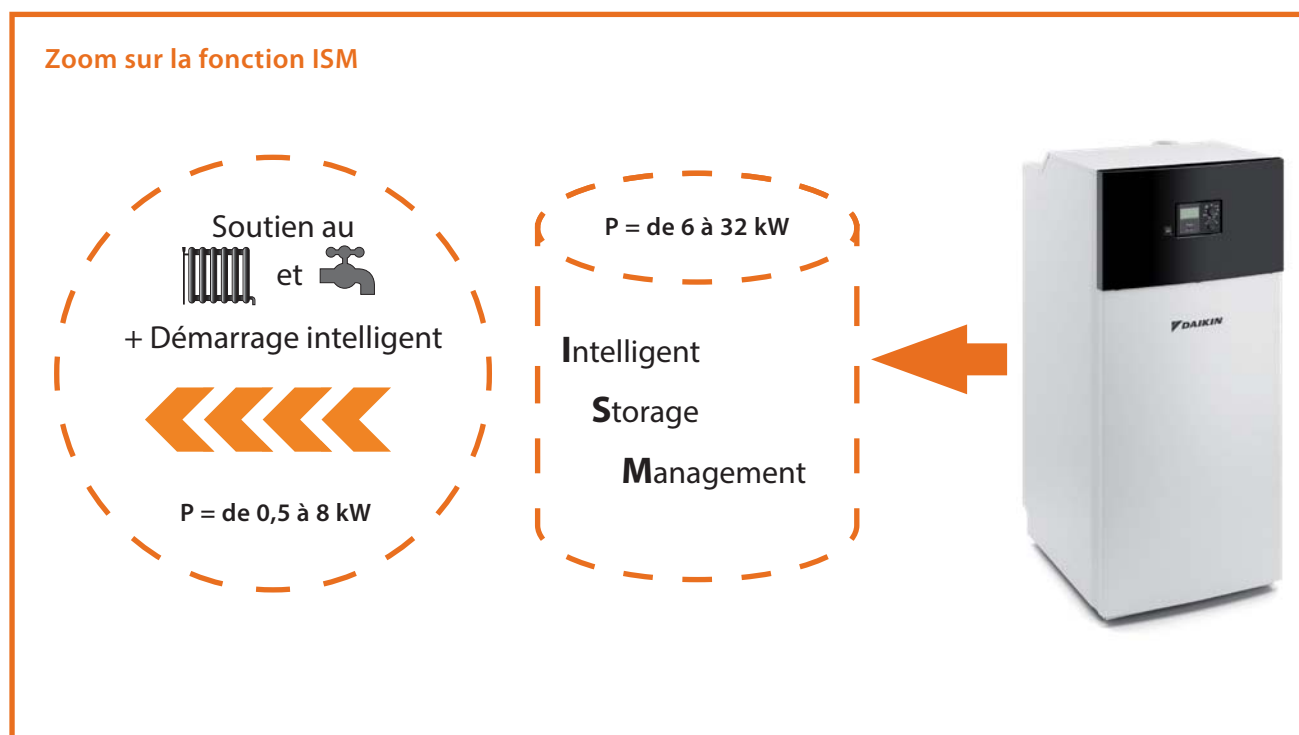 Zoom sur la fonction ISM
Soutien au
et
+ Démarrage intelligent
P = de 0,5 à 8 kW
P = de 6 à 32 kW
Intelligent
Storage
Management
DAIKIN